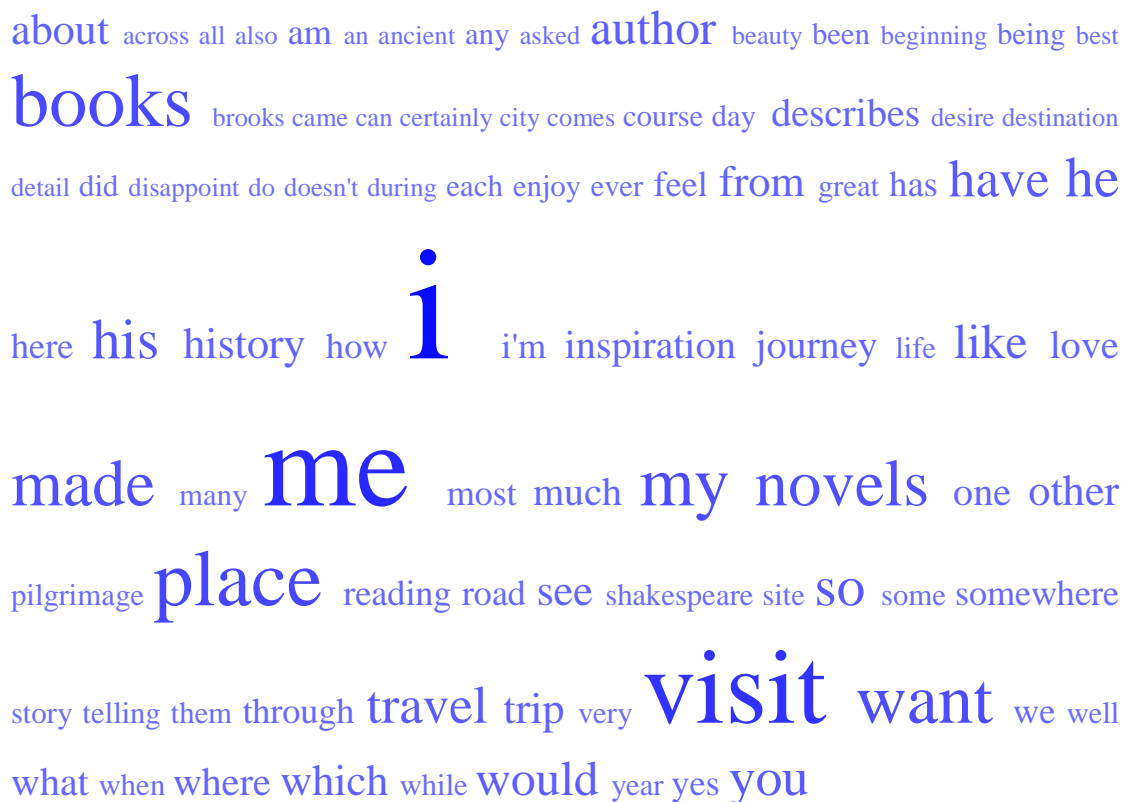 about across all also am an ancient any asked author beauty been beginning being best
books brooks came can certainly city comes course day describes desire destination
detail did disappoint do doesn't during each enjoy ever feel from great has have he
here his history how i i'm inspiration journey life like love
made many me most much my novels one other
pilgrimage place reading road see shakespeare site so some somewhere
story telling them through travel trip very visit want we well
what when where which while would year yes you